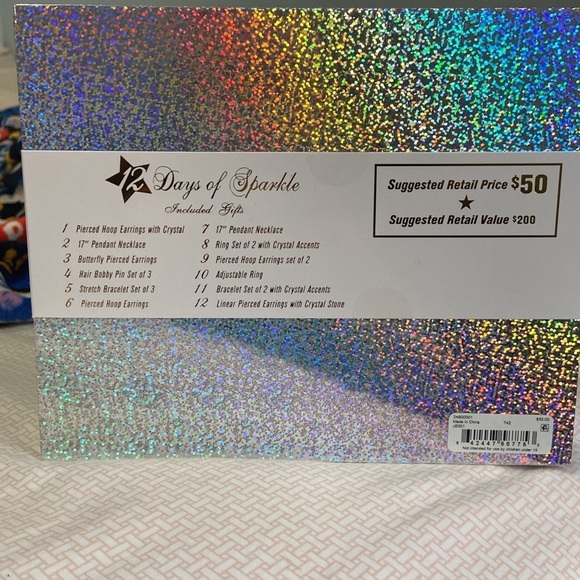 12 Days of Sparkle
Included Gifts
1 Pierced Hoop Earrings with Crystal
2 17" Pendant Necklace
3 Butterfly Pierced Earrings
4 Hair Bobby Pin Set of 3
5 Stretch Bracelet Set of 3
6 Pierced Hoop Earrings
7 17" Pendant Necklace
8 Ring Set of 2 with Crystal Accents
9 Pierced Hoop Earrings set of 2
10 Adjustable Ring
11 Bracelet Set of 2 with Crystal Accents
12 Linear Pierced Earrings with Crystal Stone
Suggested Retail Price $50
Suggested Retail Value $200
$50.00
Made in China T42
Not intended for use by children under 15